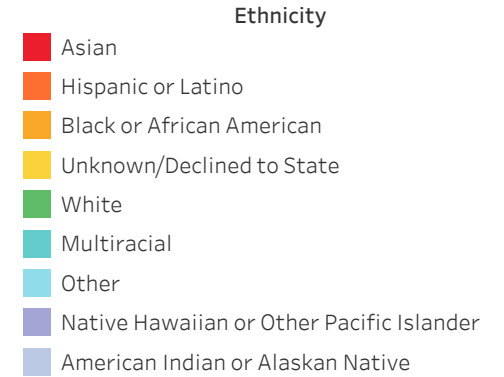 Ethnicity
Asian
Hispanic or Latino
Black or African American
Unknown/Declined to State
White
Multiracial
Other
Native Hawaiian or Other Pacific Islander
American Indian or Alaskan Native